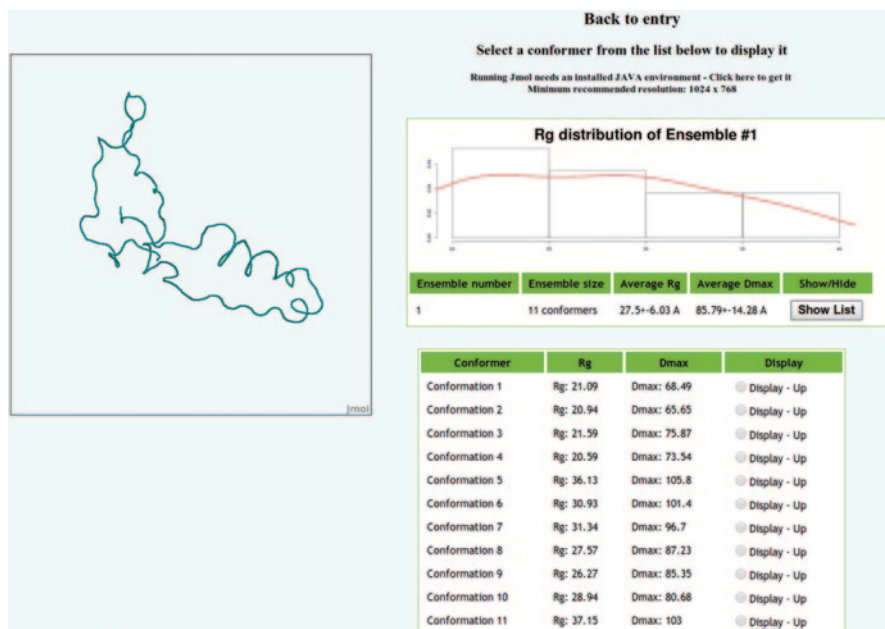 Back to entry
Select a conformer from the list below to display it
Running Jmol needs an installed JAVA environment - Click here to get it
Minimum recommended resolution: 1024 x 768
Rg distribution of Ensemble #1
Ensemble number Ensemble size Average Rg Average Dmax Show/Hide
1 11 conformers 27.5+-6.03 A 85.79+-14.28 A Show List
Jmol
Conformer Rg Dmax Display
Conformation 1 Rg: 21.09 Dmax: 68.49 Display - Up
Conformation 2 Rg: 20.94 Dmax: 65.65 Display - Up
Conformation 3 Rg: 21.59 Dmax: 75.87 Display - Up
Conformation 4 Rg: 20.59 Dmax: 73.54 Display - Up
Conformation 5 Rg: 36.13 Dmax: 105.8 Display - Up
Conformation 6 Rg: 30.93 Dmax: 101.4 Display - Up
Conformation 7 Rg: 31.34 Dmax: 96.7 Display - Up
Conformation 8 Rg: 27.57 Dmax: 87.23 Display - Up
Conformation 9 Rg: 26.27 Dmax: 85.35 Display - Up
Conformation 10 Rg: 28.94 Dmax: 80.68 Display - Up
Conformation 11 Rg: 37.15 Dmax: 103 Display - Up